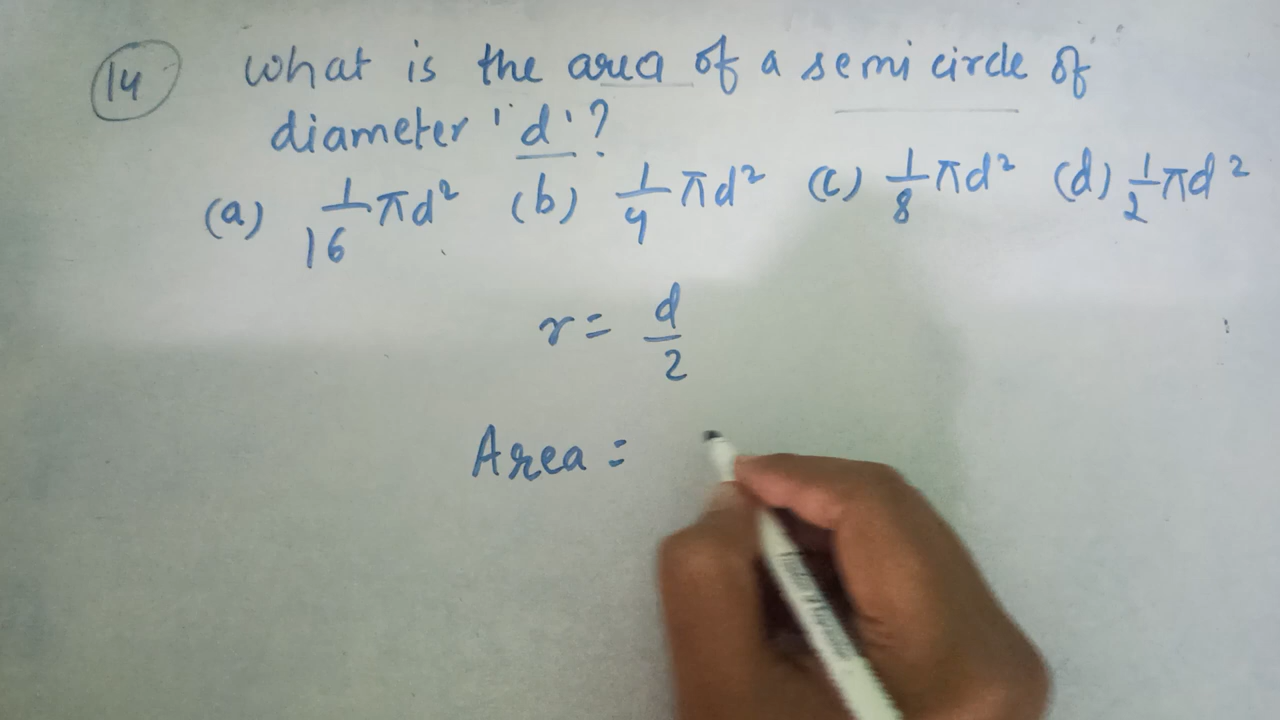 14 What is the area of a semi circle of
diameter 'd'?
(a) 1/16 πd² (b) 1/4 πd² (c) 1/8 πd² (d) 1/2 πd²
r = d/2
Area =